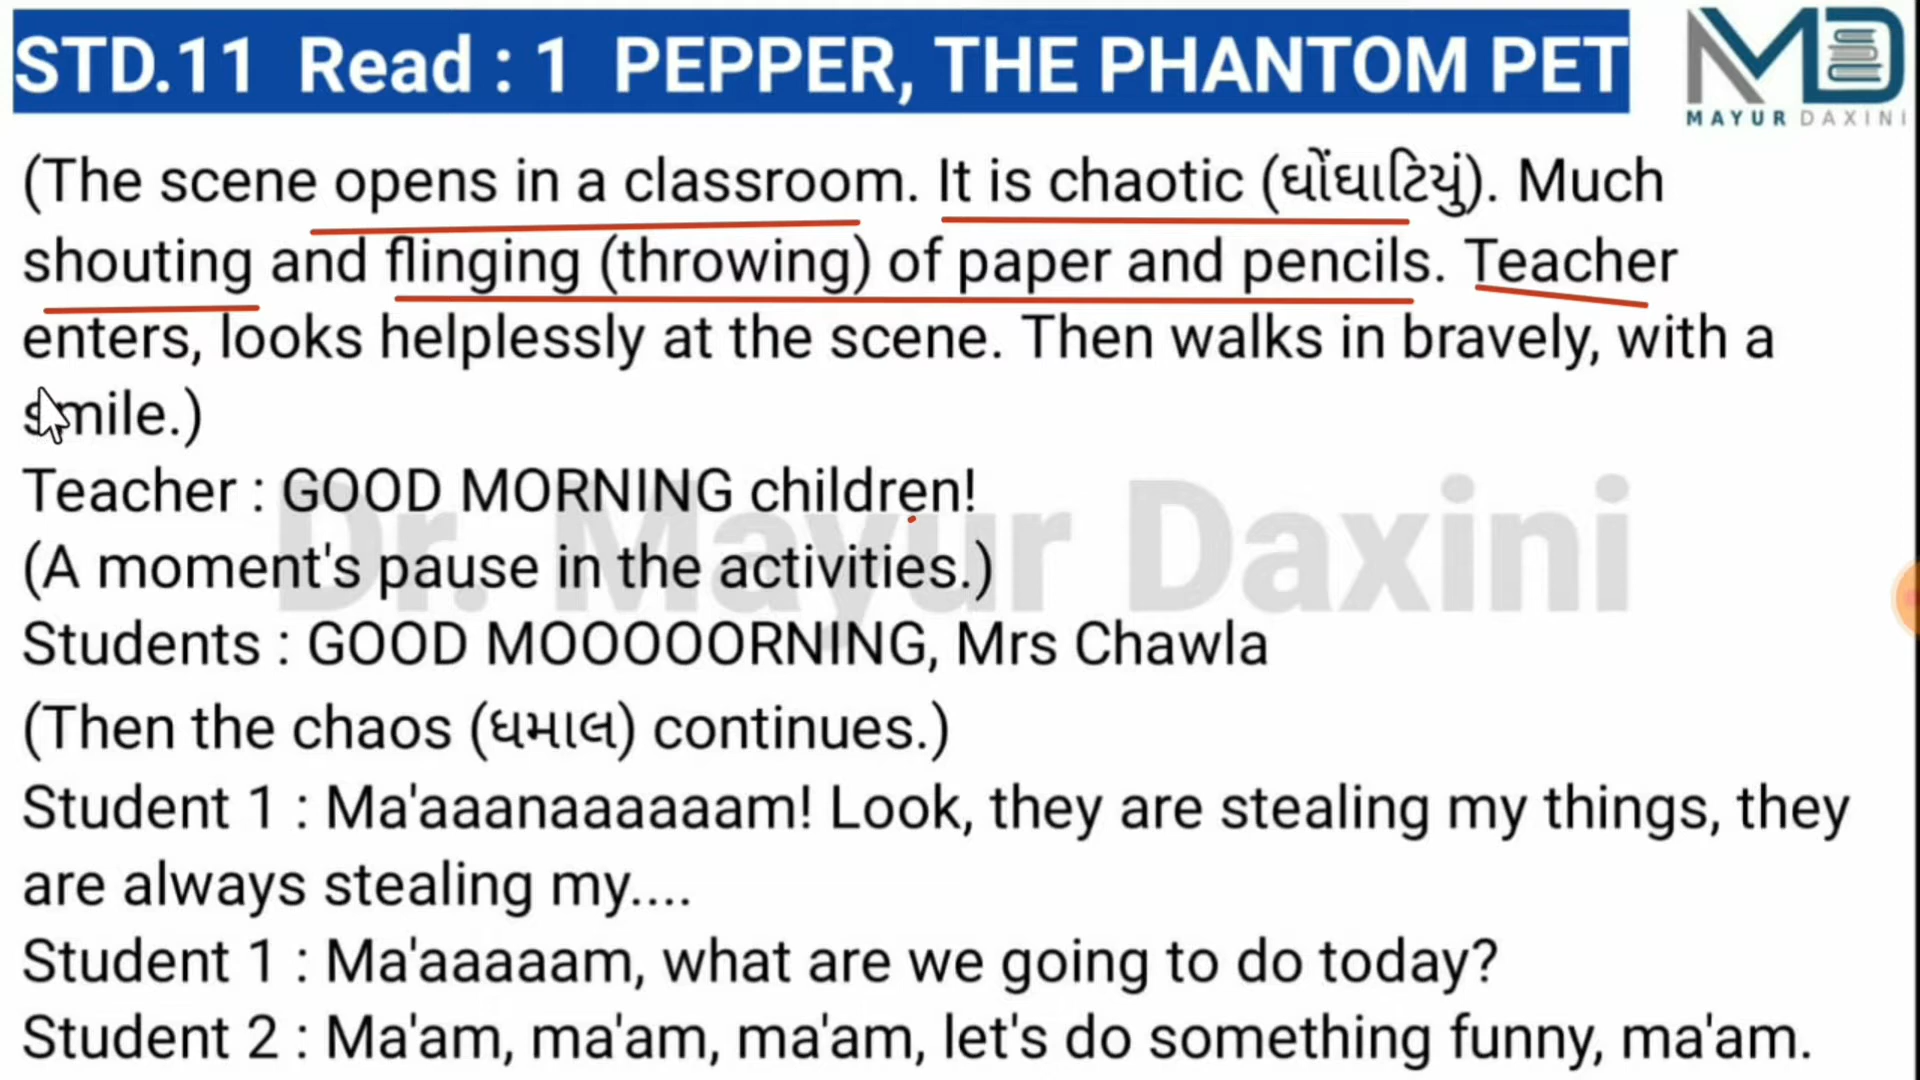 STD.11 Read : 1 PEPPER, THE PHANTOM PET
MAYUR DAXINI
(The scene opens in a classroom. It is chaotic (ઘોંઘાટિયું). Much
shouting and flinging (throwing) of paper and pencils. Teacher
enters, looks helplessly at the scene. Then walks in bravely, with a
smile.)
Teacher : GOOD MORNING children!
(A moment's pause in the activities.)
Dr. Mayur Daxini
Students : GOOD MOOOOORNING, Mrs Chawla
(Then the chaos (ધમાલ) continues.)
Student 1 : Ma'aaanaaaaaam! Look, they are stealing my things, they
are always stealing my....
Student 1 : Ma'aaaaam, what are we going to do today?
Student 2 : Ma'am, ma'am, ma'am, let's do something funny, ma'am.